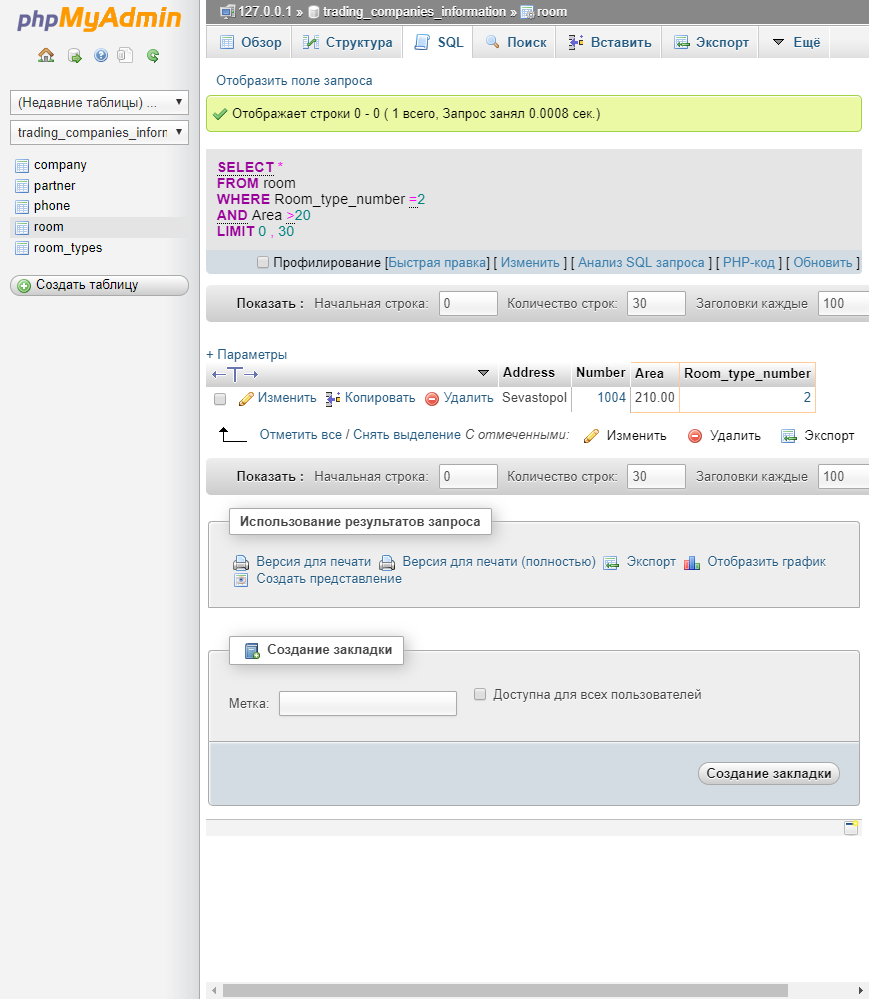 phpMyAdmin
(Недавние таблицы) ...
trading_companies_inforr
company
partner
phone
room
room_types
Создать таблицу
127.0.0.1 » trading_companies_information » room
Обзор Структура SQL Поиск Вставить Экспорт Ещё
Отобразить поле запроса
Отображает строки 0 - 0 ( 1 всего, Запрос занял 0.0008 сек.)
SELECT *
FROM room
WHERE Room_type_number =2
AND Area >20
LIMIT 0 , 30
Профилирование [Быстрая правка] [ Изменить ] [ Анализ SQL запроса ] [ PHP-код ] [ Обновить ]
Показать : Начальная строка: 0 Количество строк: 30 Заголовки каждые 100
+ Параметры
←T→ Address Number Area Room_type_number
Изменить Копировать Удалить Sevastopol 1004 210.00 2
Отметить все / Снять выделение С отмеченными: Изменить Удалить Экспорт
Показать : Начальная строка: 0 Количество строк: 30 Заголовки каждые 100
Использование результатов запроса
Версия для печати Версия для печати (полностью) Экспорт Отобразить график
Создать представление
Создание закладки
Метка: Доступна для всех пользователей
Создание закладки